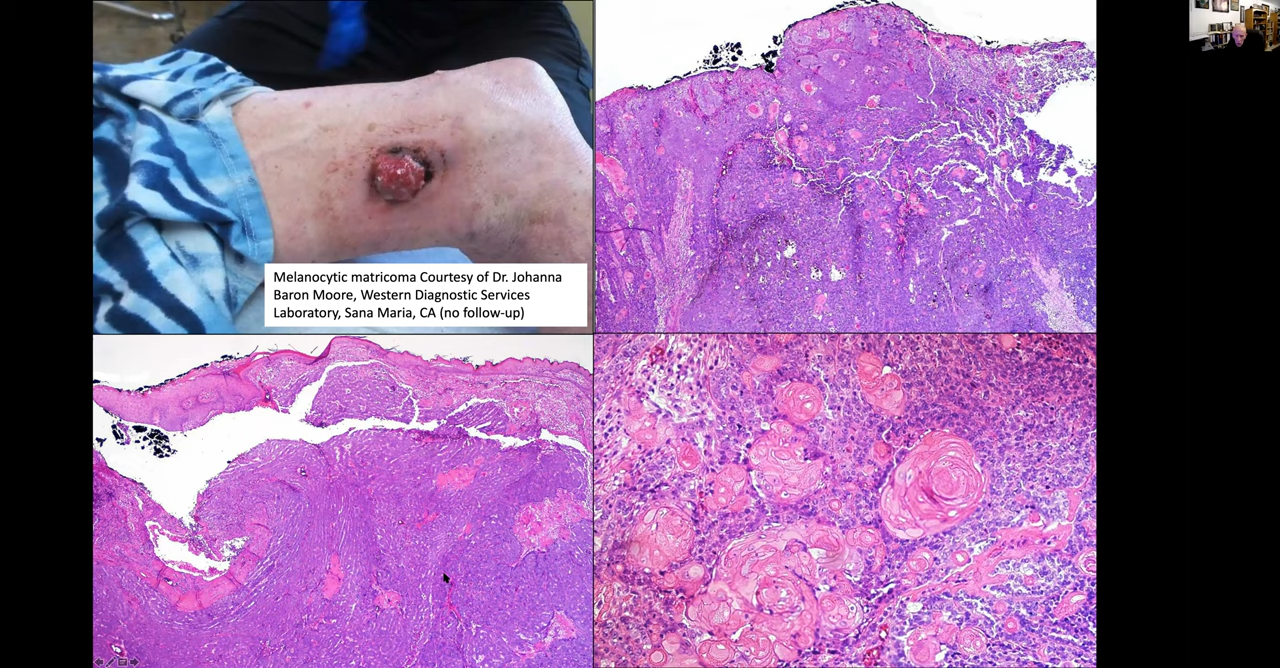 Melanocytic matricoma Courtesy of Dr. Johanna
Baron Moore, Western Diagnostic Services
Laboratory, Sana Maria, CA (no follow-up)